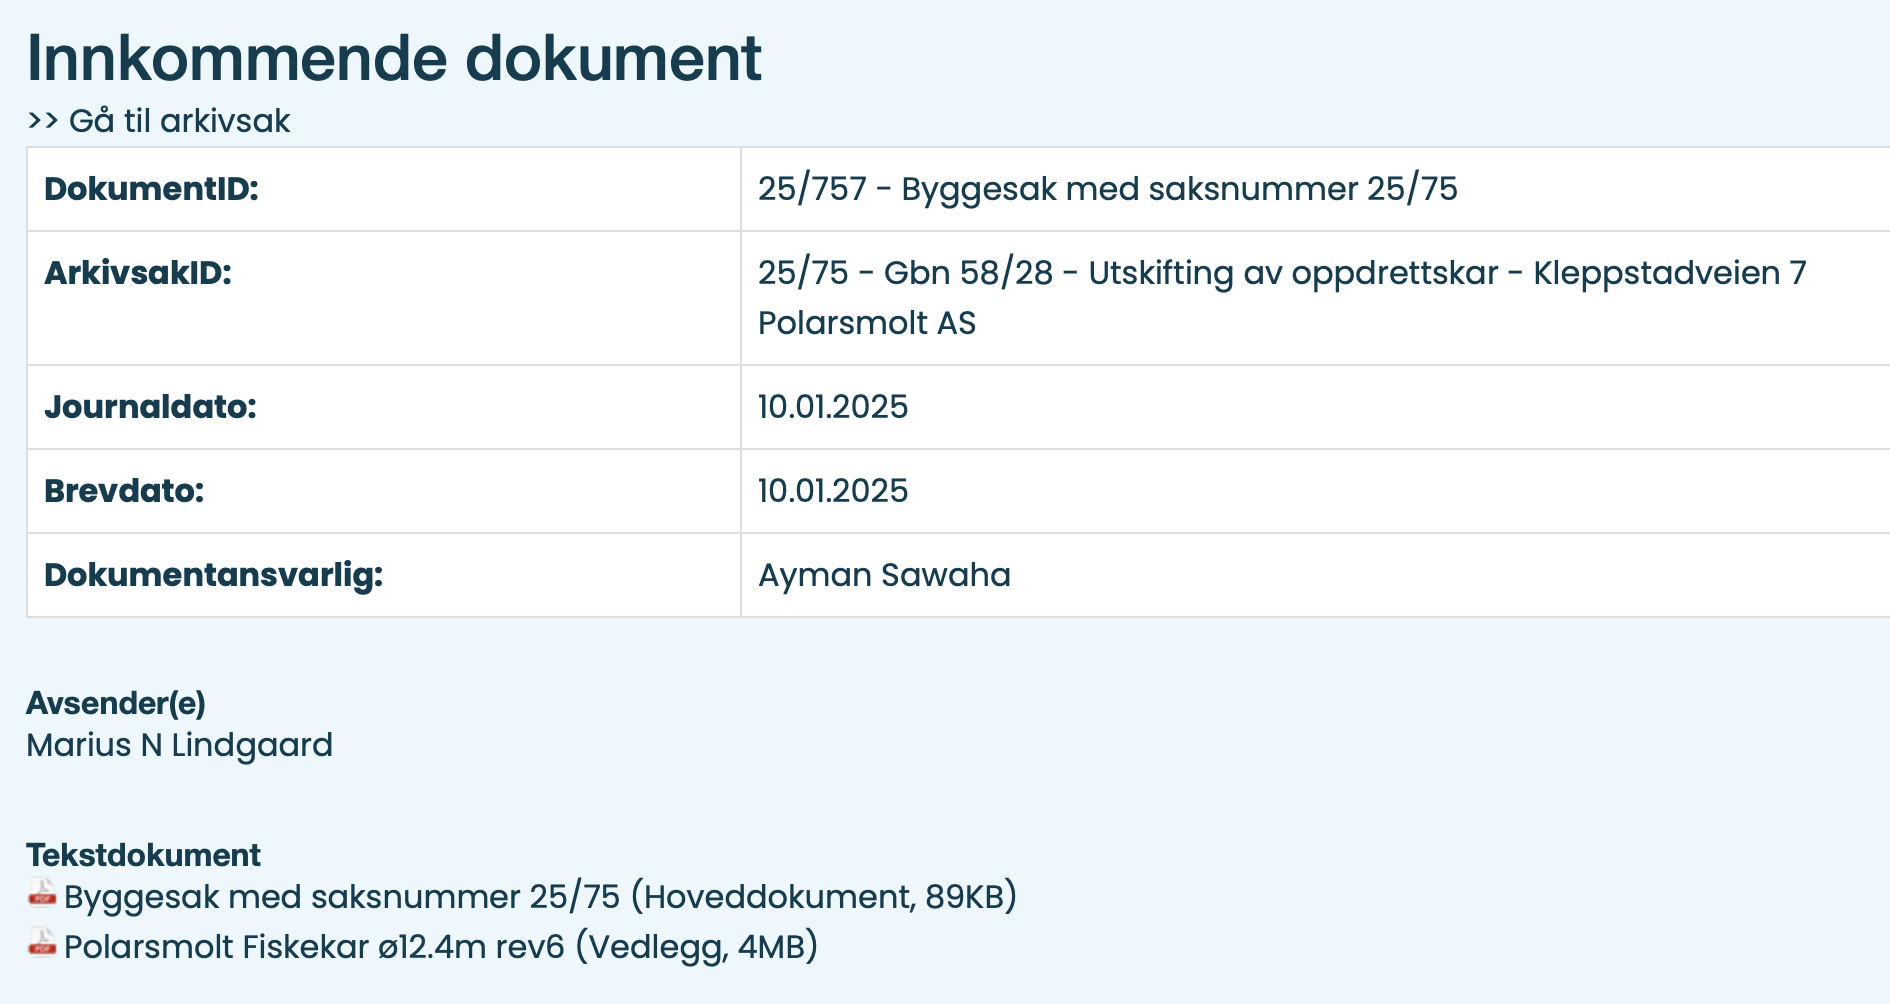 Innkommende dokument
>> Gå til arkivsak
DokumentID: 25/757 - Byggesak med saksnummer 25/75
ArkivsakID: 25/75 - Gbn 58/28 - Utskifting av oppdrettskar - Kleppstadveien 7
Polarsmolt AS
Journaldato: 10.01.2025
Brevdato: 10.01.2025
Dokumentansvarlig: Ayman Sawaha
Avsender(e)
Marius N Lindgaard
Tekstdokument
Byggesak med saksnummer 25/75 (Hoveddokument, 89KB)
Polarsmolt Fiskekar ø12.4m rev6 (Vedlegg, 4MB)